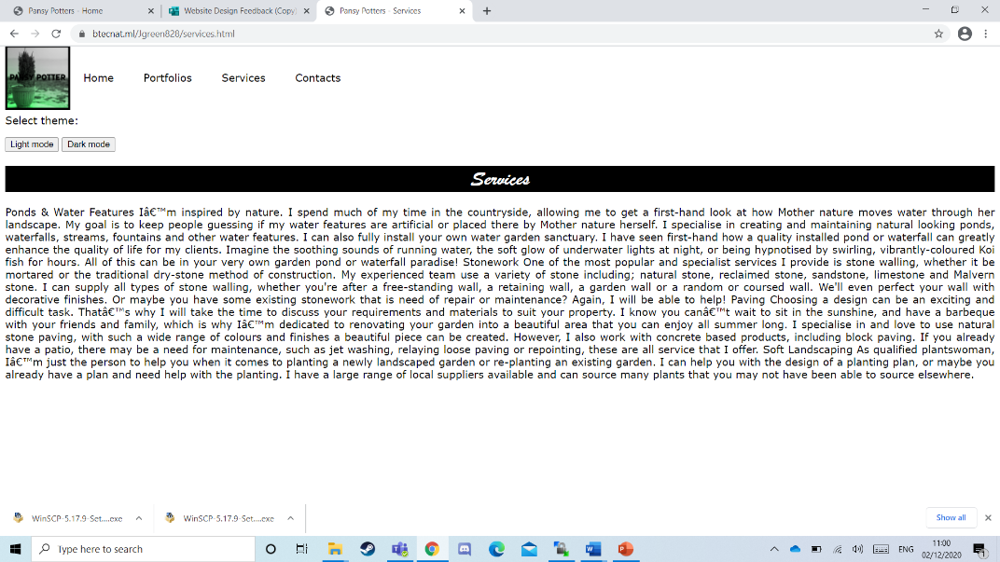 Pansy Potters - Home
Website Design Feedback (Copy)
Pansy Potters - Services
btecnat.ml/Jgreen828/services.html
PANSY POTTER
Home Portfolios Services Contacts
Select theme:
Light mode Dark mode
Services
Ponds & Water Features Iâ€™m inspired by nature. I spend much of my time in the countryside, allowing me to get a first-hand look at how Mother nature moves water through her
landscape. My goal is to keep people guessing if my water features are artificial or placed there by Mother nature herself. I specialise in creating and maintaining natural looking ponds,
waterfalls, streams, fountains and other water features. I can also fully install your own water garden sanctuary. I have seen first-hand how a quality installed pond or waterfall can greatly
enhance the quality of life for my clients. Imagine the soothing sounds of running water, the soft glow of underwater lights at night, or being hypnotised by swirling, vibrantly-coloured Koi
fish for hours. All of this can be in your very own garden pond or waterfall paradise! Stonework One of the most popular and specialist services I provide is stone walling, whether it be
mortared or the traditional dry-stone method of construction. My experienced team use a variety of stone including; natural stone, reclaimed stone, sandstone, limestone and Malvern
stone. I can supply all types of stone walling, whether you're after a free-standing wall, a retaining wall, a garden wall or a random or coursed wall. We'll even perfect your wall with
decorative finishes. Or maybe you have some existing stonework that is need of repair or maintenance? Again, I will be able to help! Paving Choosing a design can be an exciting and
difficult task. Thatâ€™s why I will take the time to discuss your requirements and materials to suit your property. I know you canâ€™t wait to sit in the sunshine, and have a barbeque
with your friends and family, which is why Iâ€™m dedicated to renovating your garden into a beautiful area that you can enjoy all summer long. I specialise in and love to use natural
stone paving, with such a wide range of colours and finishes a beautiful piece can be created. However, I also work with concrete based products, including block paving. If you already
have a patio, there may be a need for maintenance, such as jet washing, relaying loose paving or repointing, these are all service that I offer. Soft Landscaping As qualified plantswoman,
Iâ€™m just the person to help you when it comes to planting a newly landscaped garden or re-planting an existing garden. I can help you with the design of a planting plan, or maybe you
already have a plan and need help with the planting. I have a large range of local suppliers available and can source many plants that you may not have been able to source elsewhere.
WinSCP-5.17.9-Set....exe
WinSCP-5.17.9-Set....exe
Show all
Type here to search
ENG
11:00
02/12/2020